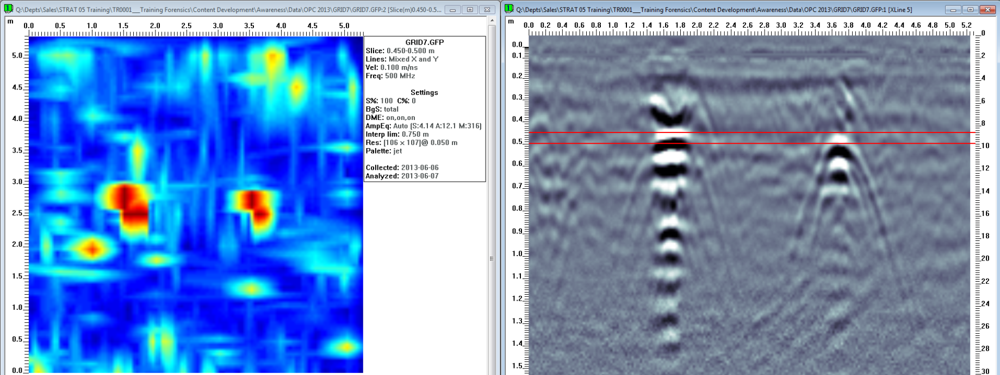 Q:\Depts\Sales\STRAT 05 Training\TR0001___Training Forensics\Content Development\Awareness\Data\OPC 2013\GRID7\GRID7.GFP:2 [Slice(m)0.450-0.5...
m
0.0 0.5 1.0 1.5 2.0 2.5 3.0 3.5 4.0 4.5 5.0
5.0
4.5
4.0
3.5
3.0
2.5
2.0
1.5
1.0
0.5
0.0
GRID7.GFP
Slice: 0.450-0.500 m
Lines: Mixed X and Y
Vel: 0.100 m/ns
Freq: 500 MHz
Settings
S%: 100 C%: 0
BgS: total
DME: on,on,on
AmpEq: Auto [S:4.14 A:12.1 M:316]
Interp lim: 0.750 m
Res: [106 x 107]@ 0.050 m
Palette: jet
Collected: 2013-06-06
Analyzed: 2013-06-07
Q:\Depts\Sales\STRAT 05 Training\TR0001___Training Forensics\Content Development\Awareness\Data\OPC 2013\GRID7\GRID7.GFP:1 [XLine 5]
m
0.0 0.2 0.4 0.6 0.8 1.0 1.2 1.4 1.6 1.8 2.0 2.2 2.4 2.6 2.8 3.0 3.2 3.4 3.6 3.8 4.0 4.2 4.4 4.6 4.8 5.0 5.2
0.0
0.1
0.2
0.3
0.4
0.5
0.6
0.7
0.8
0.9
1.0
1.1
1.2
1.3
1.4
1.5
0
2
4
6
8
10
12
14
16
18
20
22
24
26
28
30